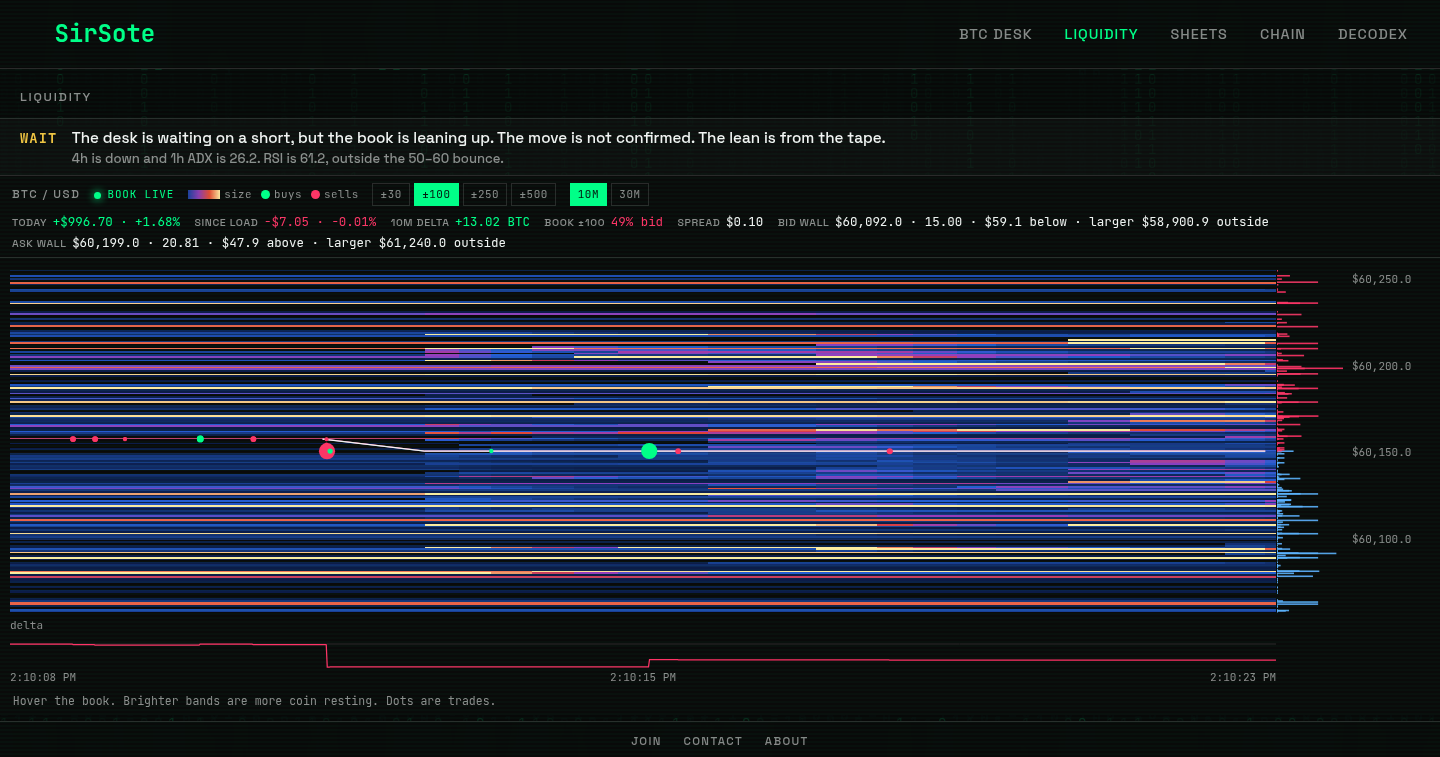 SirSote
BTC DESK LIQUIDITY SHEETS CHAIN DECODEX
LIQUIDITY
WAIT The desk is waiting on a short, but the book is leaning up. The move is not confirmed. The lean is from the tape.
4h is down and 1h ADX is 26.2. RSI is 61.2, outside the 50–60 bounce.
BTC / USD BOOK LIVE size buys sells ±30 ±100 ±250 ±500 10M 30M
TODAY +$996.70 · +1.68% SINCE LOAD -$7.05 · -0.01% 10M DELTA +13.02 BTC BOOK ±100 49% bid SPREAD $0.10 BID WALL $60,092.0 · 15.00 · $59.1 below · larger $58,900.9 outside
ASK WALL $60,199.0 · 20.81 · $47.9 above · larger $61,240.0 outside
$60,250.0
$60,200.0
$60,150.0
$60,100.0
delta
2:10:08 PM 2:10:15 PM 2:10:23 PM
Hover the book. Brighter bands are more coin resting. Dots are trades.
JOIN CONTACT ABOUT